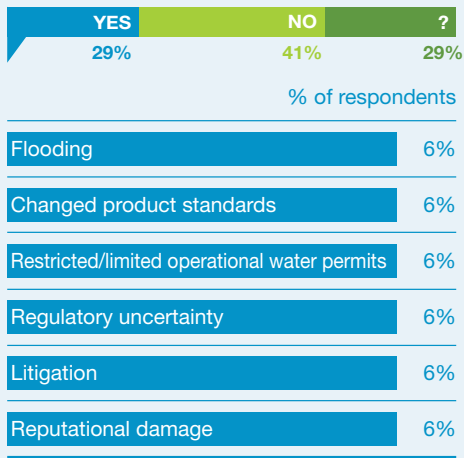 YES NO ?
29% 41% 29%
% of respondents
Flooding 6%
Changed product standards 6%
Restricted/limited operational water permits 6%
Regulatory uncertainty 6%
Litigation 6%
Reputational damage 6%